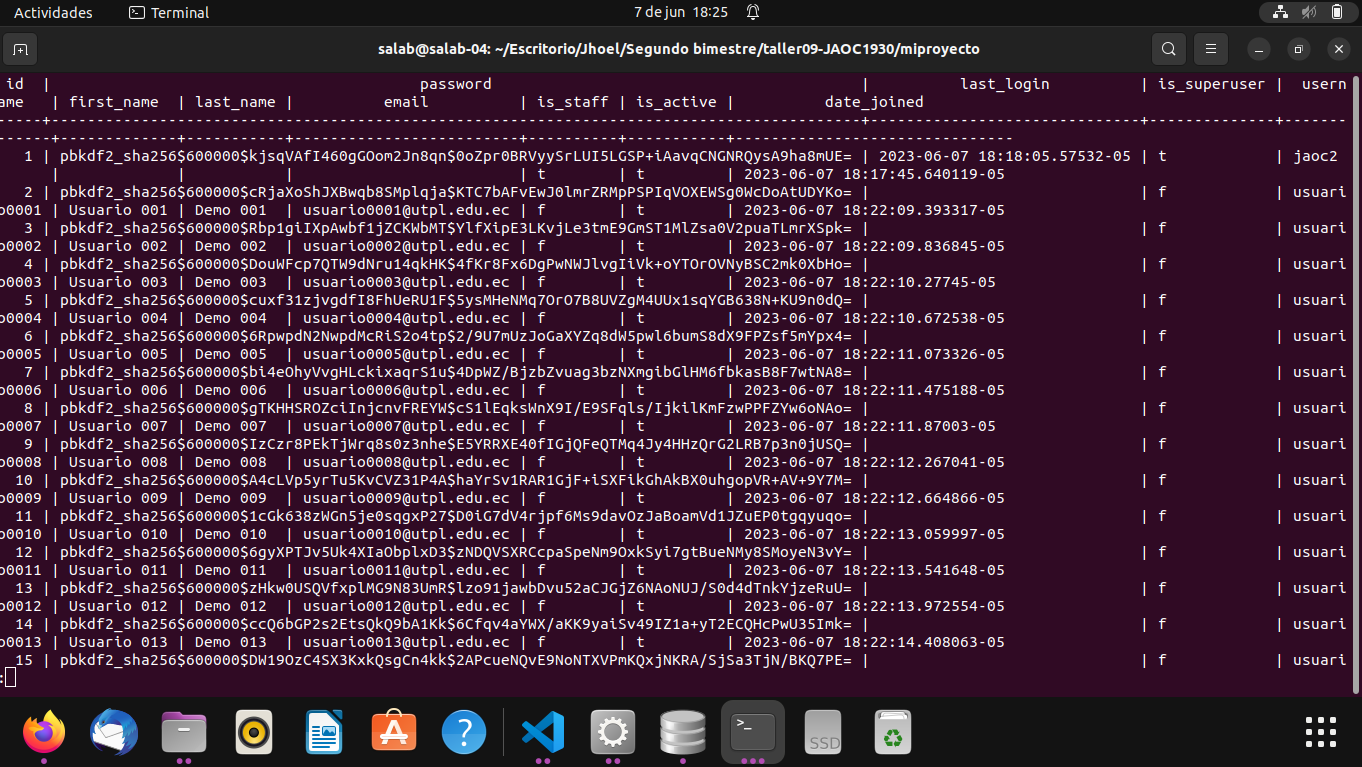 Actividades
Terminal
7 de jun 18:25
salab@salab-04: ~/Escritorio/Jhoel/Segundo bimestre/taller09-JAOC1930/miproyecto
id | password | last_login | is_superuser | usern
ame | first_name | last_name | email | is_staff | is_active | date_joined
-----+------------------------------------------------------------------------------------------+------------------------------+--------------+-------
------+-------------+-----------+-------------------------+----------+-----------+-------------------------------
1 | pbkdf2_sha256$600000$kjsqVAfI460gGOom2Jn8qn$0oZpr0BRVyySrLUI5LGSP+iAavqCNGNRQysA9ha8mUE= | 2023-06-07 18:18:05.57532-05 | t | jaoc2
| | | | t | t | 2023-06-07 18:17:45.640119-05
2 | pbkdf2_sha256$600000$cRjaXoShJXBwqb8SMplqja$KTC7bAFvEwJ0lmrZRMpPSPIqVOXEWSg0WcDoAtUDYKo= | | f | usuari
o0001 | Usuario 001 | Demo 001 | usuario0001@utpl.edu.ec | f | t | 2023-06-07 18:22:09.393317-05
3 | pbkdf2_sha256$600000$Rbp1giIXpAwbf1jZCKWbMT$YlfXipE3LKvjLe3tmE9GmST1MlZsa0V2puaTLmrXSpk= | | f | usuari
o0002 | Usuario 002 | Demo 002 | usuario0002@utpl.edu.ec | f | t | 2023-06-07 18:22:09.836845-05
4 | pbkdf2_sha256$600000$DouWFcp7QTW9dNru14qkHK$4fKr8Fx6DgPwNWJlvgIiVk+oYTOrOVNyBSC2mk0XbHo= | | f | usuari
o0003 | Usuario 003 | Demo 003 | usuario0003@utpl.edu.ec | f | t | 2023-06-07 18:22:10.27745-05
5 | pbkdf2_sha256$600000$cuxf31zjvgdfI8FhUeRU1F$5ysMHeNMq7OrO7B8UVZgM4UUx1sqYGB638N+KU9n0dQ= | | f | usuari
o0004 | Usuario 004 | Demo 004 | usuario0004@utpl.edu.ec | f | t | 2023-06-07 18:22:10.672538-05
6 | pbkdf2_sha256$600000$6RpwpdN2NwpdMcRiS2o4tp$2/9U7mUzJoGaXYZq8dW5pwl6bumS8dX9FPZsf5mYpx4= | | f | usuari
o0005 | Usuario 005 | Demo 005 | usuario0005@utpl.edu.ec | f | t | 2023-06-07 18:22:11.073326-05
7 | pbkdf2_sha256$600000$bi4eOhyVvgHLckixaqrS1u$4DpWZ/BjzbZvuag3bzNXmgibGlHM6fbkasB8F7wtNA8= | | f | usuari
o0006 | Usuario 006 | Demo 006 | usuario0006@utpl.edu.ec | f | t | 2023-06-07 18:22:11.475188-05
8 | pbkdf2_sha256$600000$gTKHHSROZciInjcnvFREYW$cS1lEqksWnX9I/E9SFqls/IjkilKmFzwPPFZYw6oNAo= | | f | usuari
o0007 | Usuario 007 | Demo 007 | usuario0007@utpl.edu.ec | f | t | 2023-06-07 18:22:11.87003-05
9 | pbkdf2_sha256$600000$IzCzr8PEkTjWrq8s0z3nhe$E5YRRXE40fIGjQFeQTMq4Jy4HHzQrG2LRB7p3n0jUSQ= | | f | usuari
o0008 | Usuario 008 | Demo 008 | usuario0008@utpl.edu.ec | f | t | 2023-06-07 18:22:12.267041-05
10 | pbkdf2_sha256$600000$A4cLVp5yrTu5KvCVZ31P4A$haYrSv1RAR1GjF+iSXFikGhAkBX0uhgopVR+AV+9Y7M= | | f | usuari
o0009 | Usuario 009 | Demo 009 | usuario0009@utpl.edu.ec | f | t | 2023-06-07 18:22:12.664866-05
11 | pbkdf2_sha256$600000$1cGk638zWGn5je0sqgxP27$D0iG7dV4rjpf6Ms9davOzJaBoamVd1JZuEP0tgqyuqo= | | f | usuari
o0010 | Usuario 010 | Demo 010 | usuario0010@utpl.edu.ec | f | t | 2023-06-07 18:22:13.059997-05
12 | pbkdf2_sha256$600000$6gyXPTJv5Uk4XIaObplxD3$zNDQVSXRCcpaSpeNm9OxkSyi7gtBueNMy8SMoyeN3vY= | | f | usuari
o0011 | Usuario 011 | Demo 011 | usuario0011@utpl.edu.ec | f | t | 2023-06-07 18:22:13.541648-05
13 | pbkdf2_sha256$600000$zHkw0USQVfxplMG9N83UmR$lzo91jawbDvu52aCJGjZ6NAoNUJ/S0d4dTnkYjzeRuU= | | f | usuari
o0012 | Usuario 012 | Demo 012 | usuario0012@utpl.edu.ec | f | t | 2023-06-07 18:22:13.972554-05
14 | pbkdf2_sha256$600000$ccQ6bGP2s2EtsQkQ9bA1Kk$6Cfqv4aYWX/aKK9yaiSv49IZ1a+yT2ECQHcPwU35Imk= | | f | usuari
o0013 | Usuario 013 | Demo 013 | usuario0013@utpl.edu.ec | f | t | 2023-06-07 18:22:14.408063-05
15 | pbkdf2_sha256$600000$DW19OzC4SX3KxkQsgCn4kk$2APcueNQvE9NoNTXVPmKQxjNKRA/SjSa3TjN/BKQ7PE= | | f | usuari
:
SSD